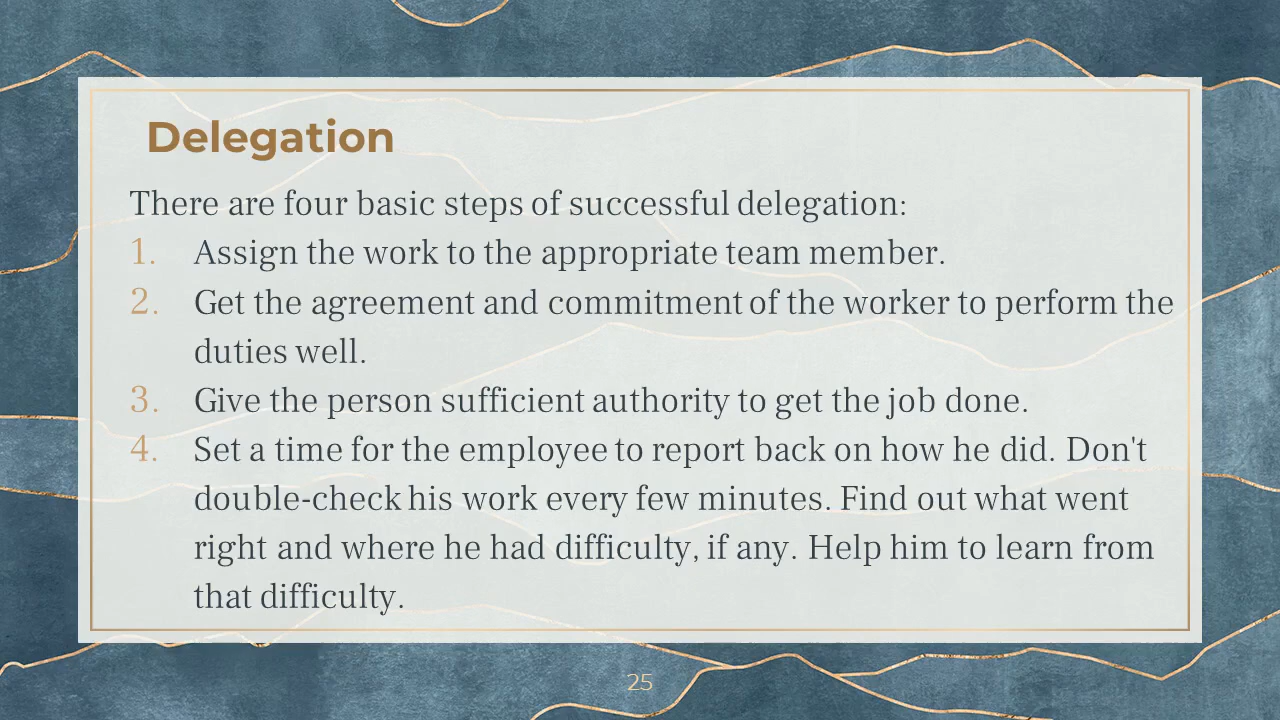 Delegation
There are four basic steps of successful delegation:
1. Assign the work to the appropriate team member.
2. Get the agreement and commitment of the worker to perform the
duties well.
3. Give the person sufficient authority to get the job done.
4. Set a time for the employee to report back on how he did. Don't
double-check his work every few minutes. Find out what went
right and where he had difficulty, if any. Help him to learn from
that difficulty.
25